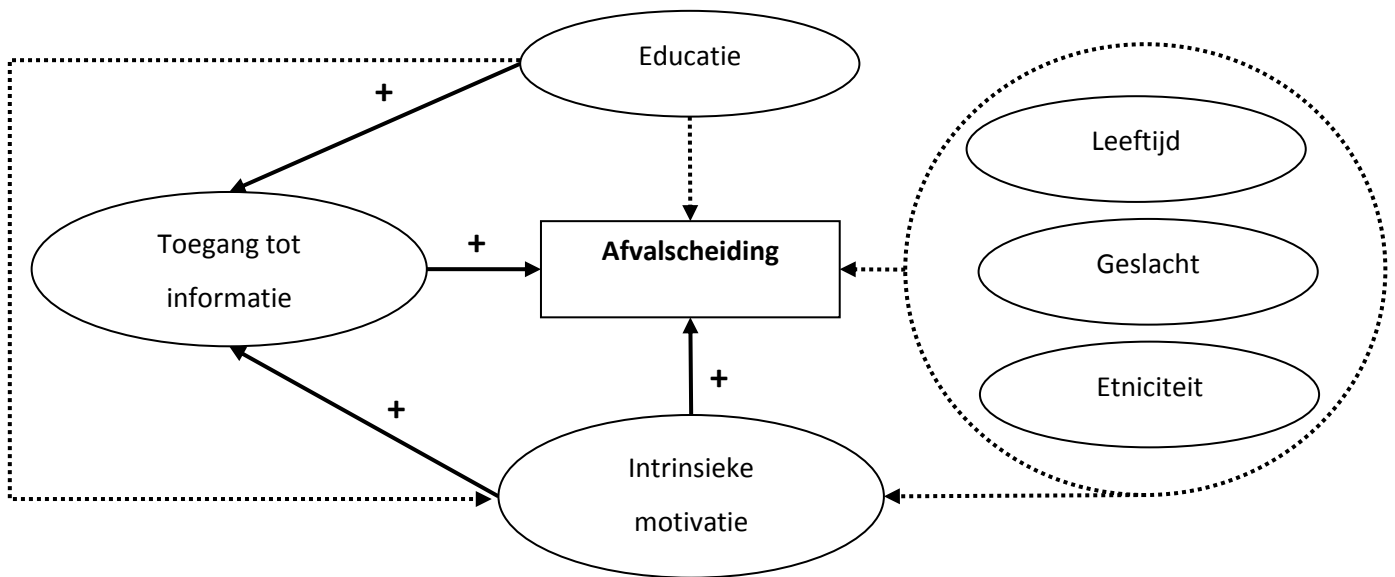 Educatie
+
Leeftijd
Toegang tot
informatie
+
Afvalscheiding
Geslacht
+
+
Etniciteit
Intrinsieke
motivatie